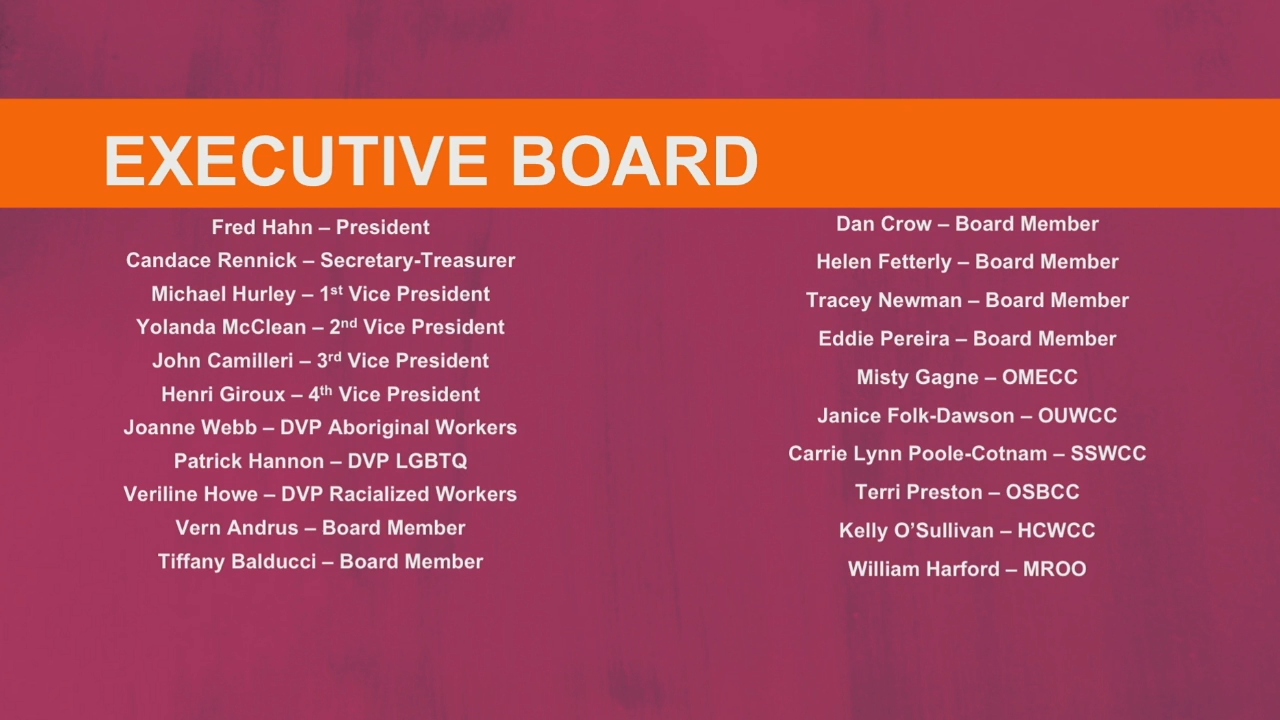 EXECUTIVE BOARD
Fred Hahn – President
Candace Rennick – Secretary-Treasurer
Michael Hurley – 1st Vice President
Yolanda McClean – 2nd Vice President
John Camilleri – 3rd Vice President
Henri Giroux – 4th Vice President
Joanne Webb – DVP Aboriginal Workers
Patrick Hannon – DVP LGBTQ
Veriline Howe – DVP Racialized Workers
Vern Andrus – Board Member
Tiffany Balducci – Board Member
Dan Crow – Board Member
Helen Fetterly – Board Member
Tracey Newman – Board Member
Eddie Pereira – Board Member
Misty Gagne – OMECC
Janice Folk-Dawson – OUWCC
Carrie Lynn Poole-Cotnam – SSWCC
Terri Preston – OSBCC
Kelly O’Sullivan – HCWCC
William Harford – MROO